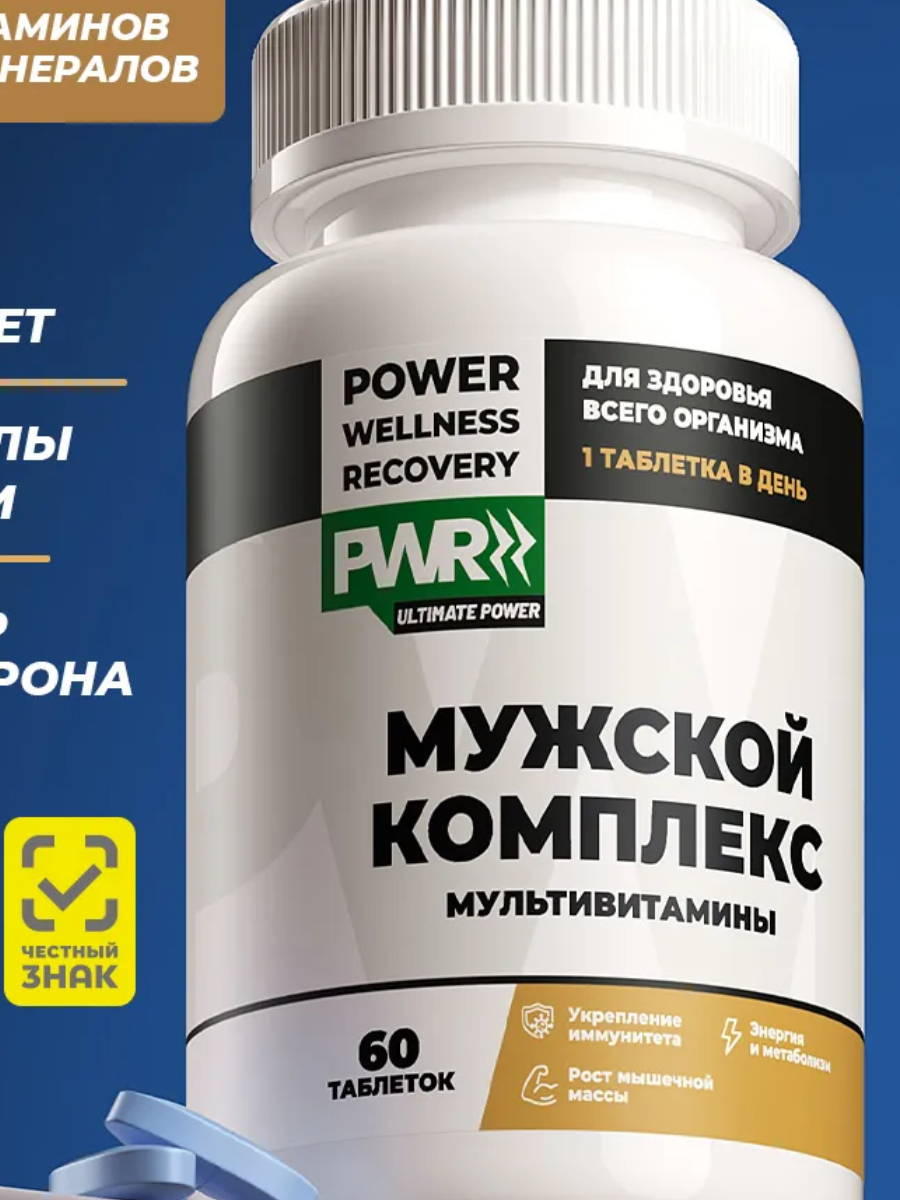 АМИНОВ
НЕРАЛОВ
ЕТ
ЛЫ
И
РОНА
POWER
WELLNESS
RECOVERY
PWR
ULTIMATE POWER
ДЛЯ ЗДОРОВЬЯ
ВСЕГО ОРГАНИЗМА
1 ТАБЛЕТКА В ДЕНЬ
МУЖСКОЙ
КОМПЛЕКС
МУЛЬТИВИТАМИНЫ
ЧЕСТНЫЙ
ЗНАК
60
ТАБЛЕТОК
Укрепление
иммунитета
Энергия
и метаболизм
Рост мышечной
массы